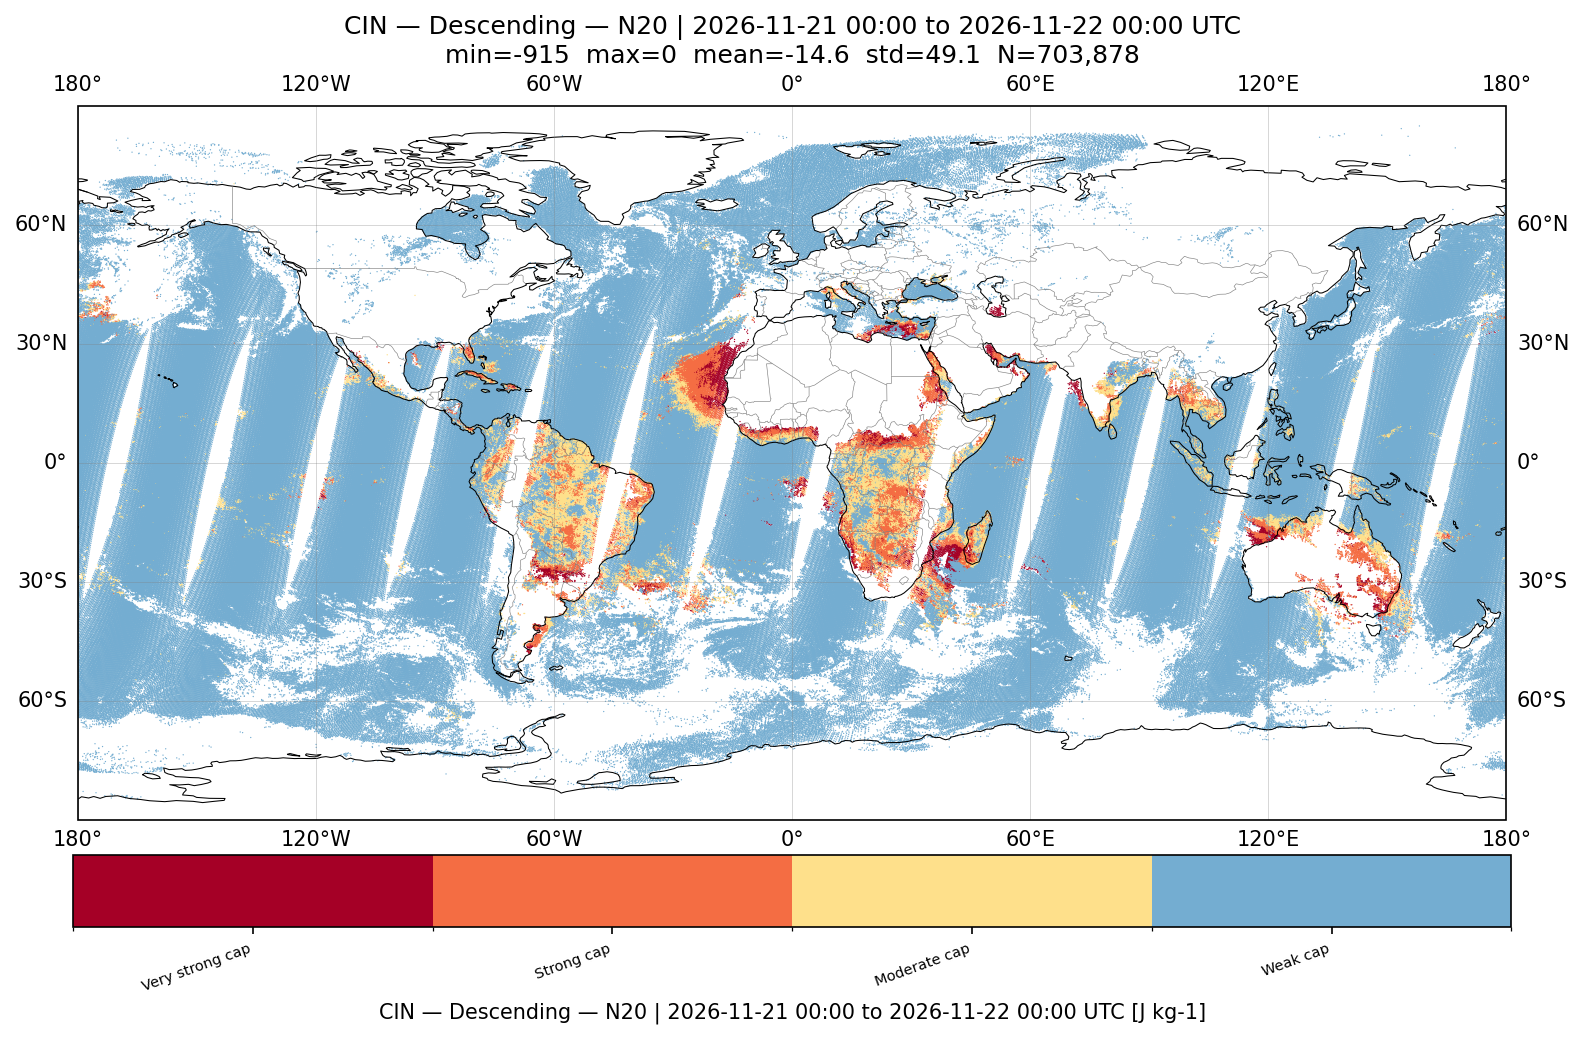 CIN — Descending — N20 | 2026-11-21 00:00 to 2026-11-22 00:00 UTC
min=-915  max=0  mean=-14.6  std=49.1  N=703,878
180° 120°W 60°W 0° 60°E 120°E 180°
60°N 60°N
30°N 30°N
0° 0°
30°S 30°S
60°S 60°S
180° 120°W 60°W 0° 60°E 120°E 180°
Very strong cap Strong cap Moderate cap Weak cap
CIN — Descending — N20 | 2026-11-21 00:00 to 2026-11-22 00:00 UTC [J kg-1]